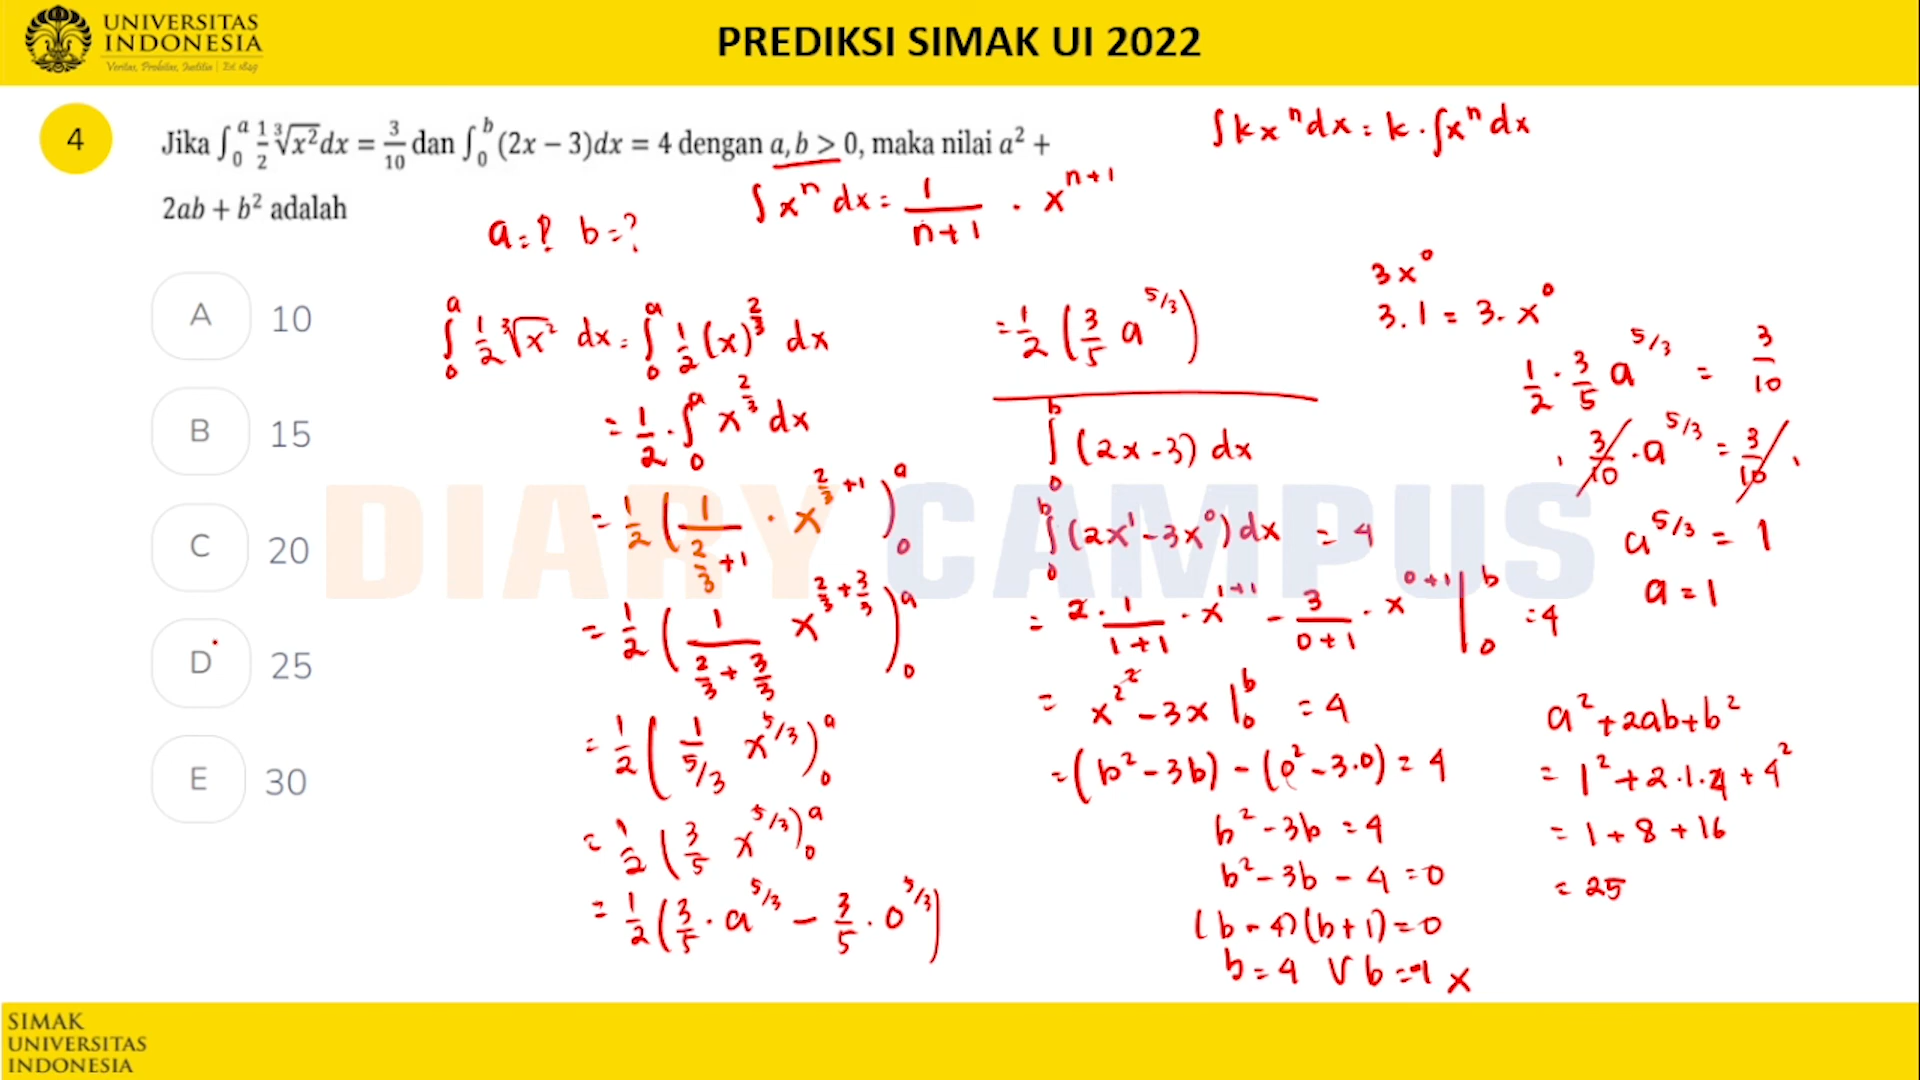 UNIVERSITAS
INDONESIA
Veritas, Probitas, Justitia | Est 1849
PREDIKSI SIMAK UI 2022
4
Jika ∫₀ᵃ 1/2 ∛x² dx = 3/10 dan ∫₀ᵇ (2x − 3)dx = 4 dengan a, b > 0, maka nilai a² +
2ab + b² adalah
A 10
B 15
C 20
D 25
E 30
∫kxⁿdx = k . ∫xⁿ dx
∫xⁿ dx = 1/(n+1) . x^(n+1)
a = ? b = ?
∫₀ᵃ 1/2 ∛x² dx = ∫₀ᵃ 1/2 (x)^(2/3) dx
= 1/2 . ∫₀ᵃ x^(2/3) dx
= 1/2 (1/(2/3 + 1) . x^(2/3 + 1))₀ᵃ
= 1/2 (1/(2/3 + 3/3) x^(2/3 + 3/3))₀ᵃ
= 1/2 (1/(5/3) x^(5/3))₀ᵃ
= 1/2 (3/5 x^(5/3))₀ᵃ
= 1/2 (3/5 . a^(5/3) − 3/5 . 0^(5/3))
= 1/2 (3/5 a^(5/3))
∫₀ᵇ (2x − 3) dx
∫₀ᵇ (2x¹ − 3x⁰) dx = 4
= 2 . 1/(1+1) . x^(1+1) − 3/(0+1) . x^(0+1) |₀ᵇ = 4
= x² − 3x |₀ᵇ = 4
= (b² − 3b) − (0² − 3.0) = 4
b² − 3b = 4
b² − 3b − 4 = 0
(b − 4)(b + 1) = 0
b = 4 V b = −1 x
3x⁰
3.1 = 3. x⁰
1/2 . 3/5 a^(5/3) = 3/10
3/10 . a^(5/3) = 3/10
a^(5/3) = 1
a = 1
a² + 2ab + b²
= 1² + 2.1.4 + 4²
= 1 + 8 + 16
= 25
DIARY CAMPUS
SIMAK
UNIVERSITAS
INDONESIA